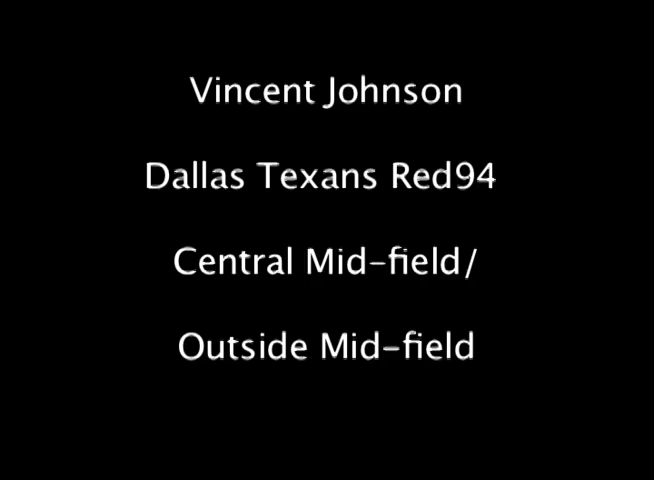 Vincent Johnson
Dallas Texans Red94
Central Mid-field/
Outside Mid-field